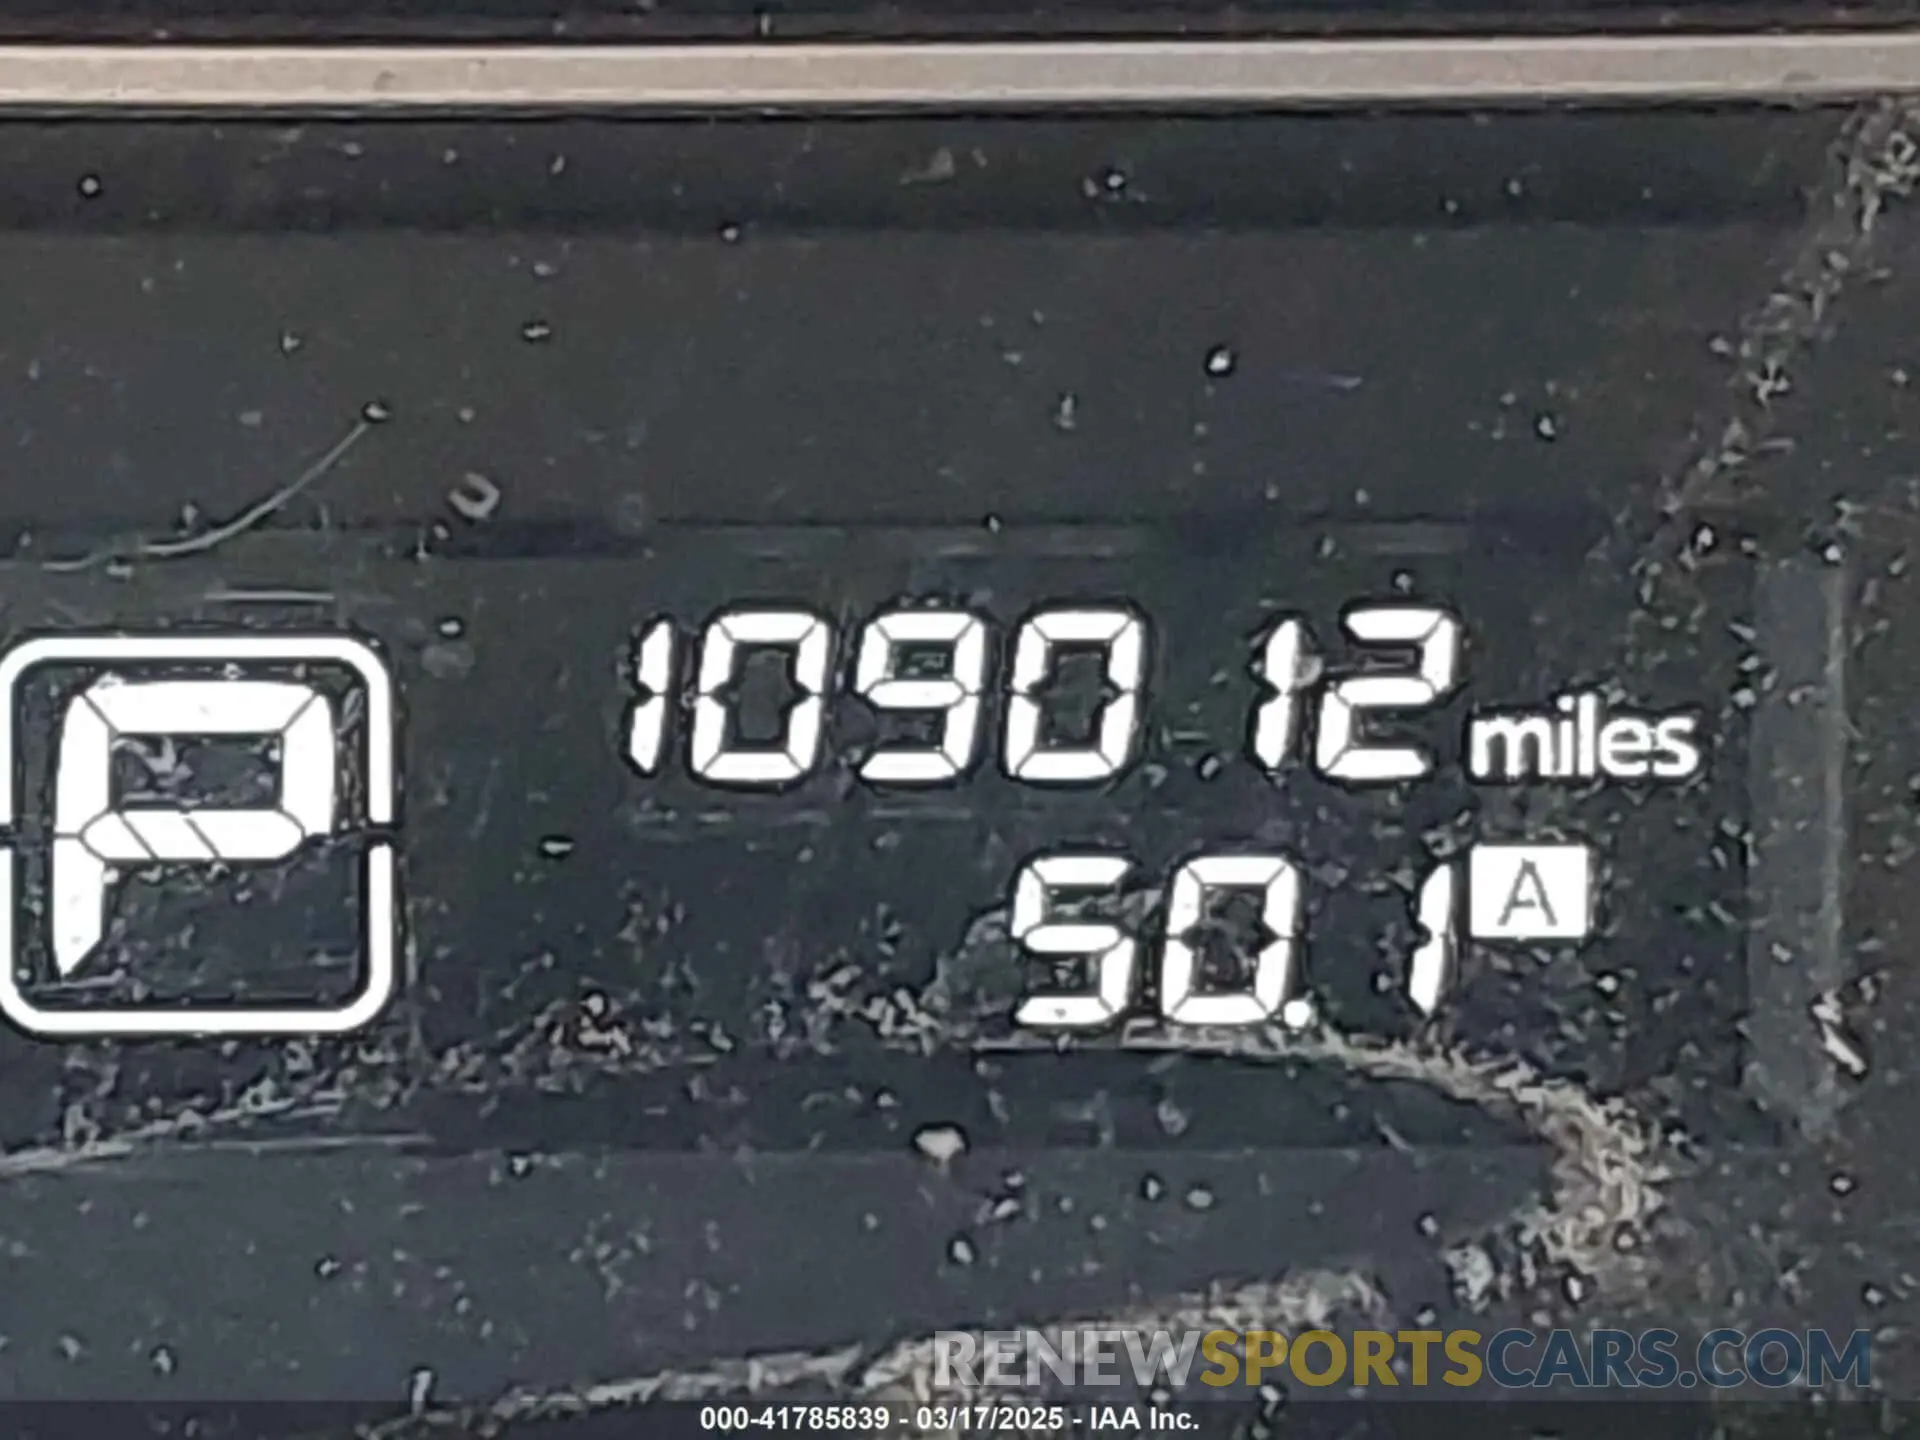 109012 miles
P
50.1 A
RENEWSPORTSCARS.COM
000-41785839 - 03/17/2025 - IAA Inc.